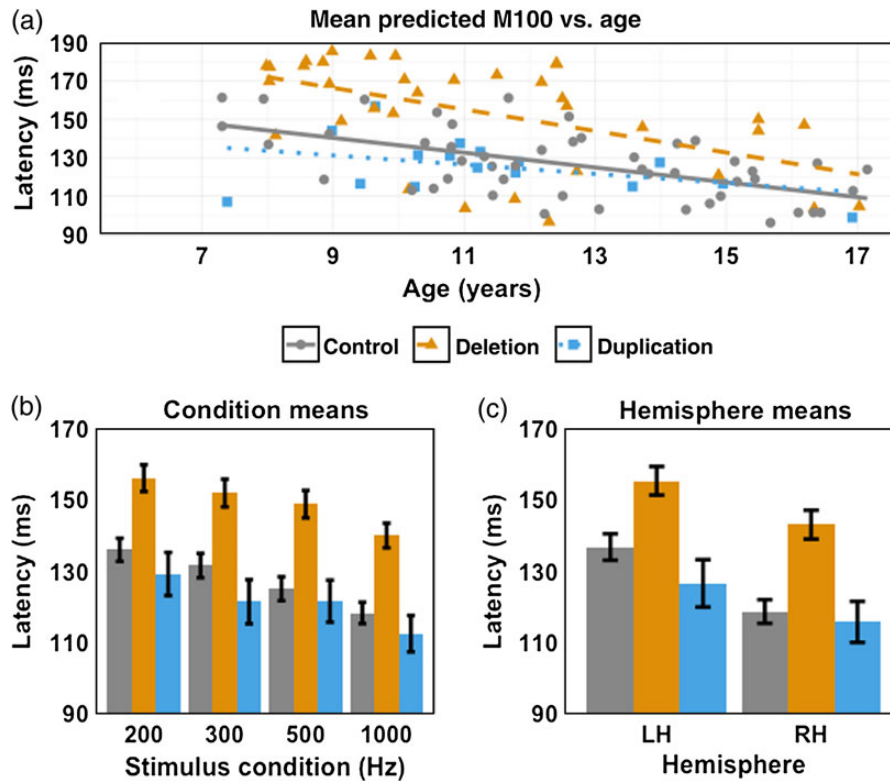 (a) Mean predicted M100 vs. age
190
170
150
130
110
90
Latency (ms)
7 9 11 13 15 17
Age (years)
Control Deletion Duplication
(b) Condition means
170
150
130
110
90
Latency (ms)
200 300 500 1000
Stimulus condition (Hz)
(c) Hemisphere means
170
150
130
110
90
Latency (ms)
LH RH
Hemisphere